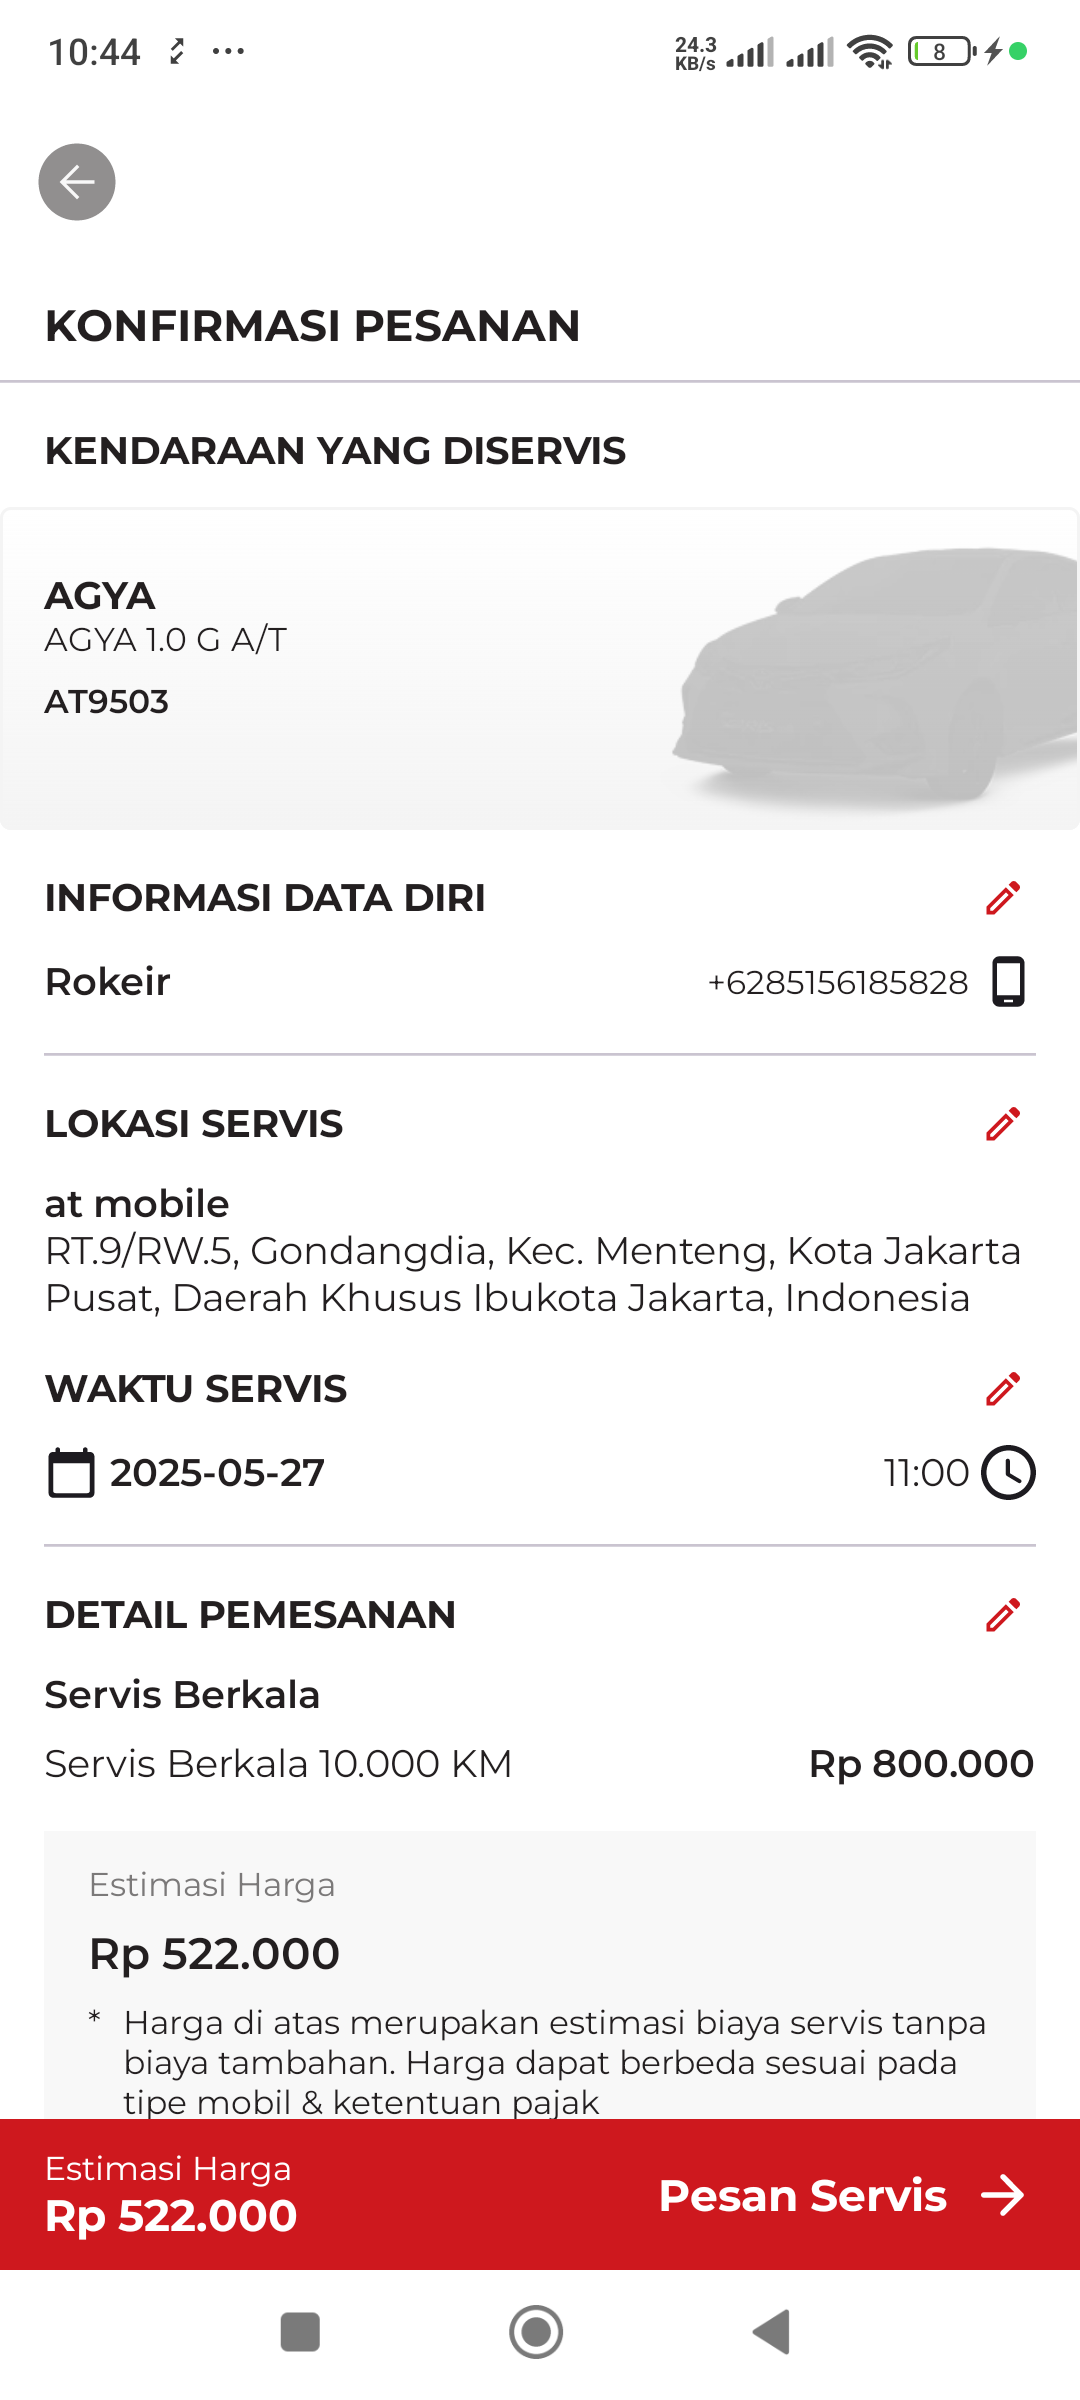 10:44
24.3
KB/s
8
KONFIRMASI PESANAN
KENDARAAN YANG DISERVIS
AGYA
AGYA 1.0 G A/T
AT9503
INFORMASI DATA DIRI
Rokeir
+6285156185828
LOKASI SERVIS
at mobile
RT.9/RW.5, Gondangdia, Kec. Menteng, Kota Jakarta
Pusat, Daerah Khusus Ibukota Jakarta, Indonesia
WAKTU SERVIS
2025-05-27
11:00
DETAIL PEMESANAN
Servis Berkala
Servis Berkala 10.000 KM
Rp 800.000
Estimasi Harga
Rp 522.000
* Harga di atas merupakan estimasi biaya servis tanpa
biaya tambahan. Harga dapat berbeda sesuai pada
tipe mobil & ketentuan pajak
Estimasi Harga
Rp 522.000
Pesan Servis